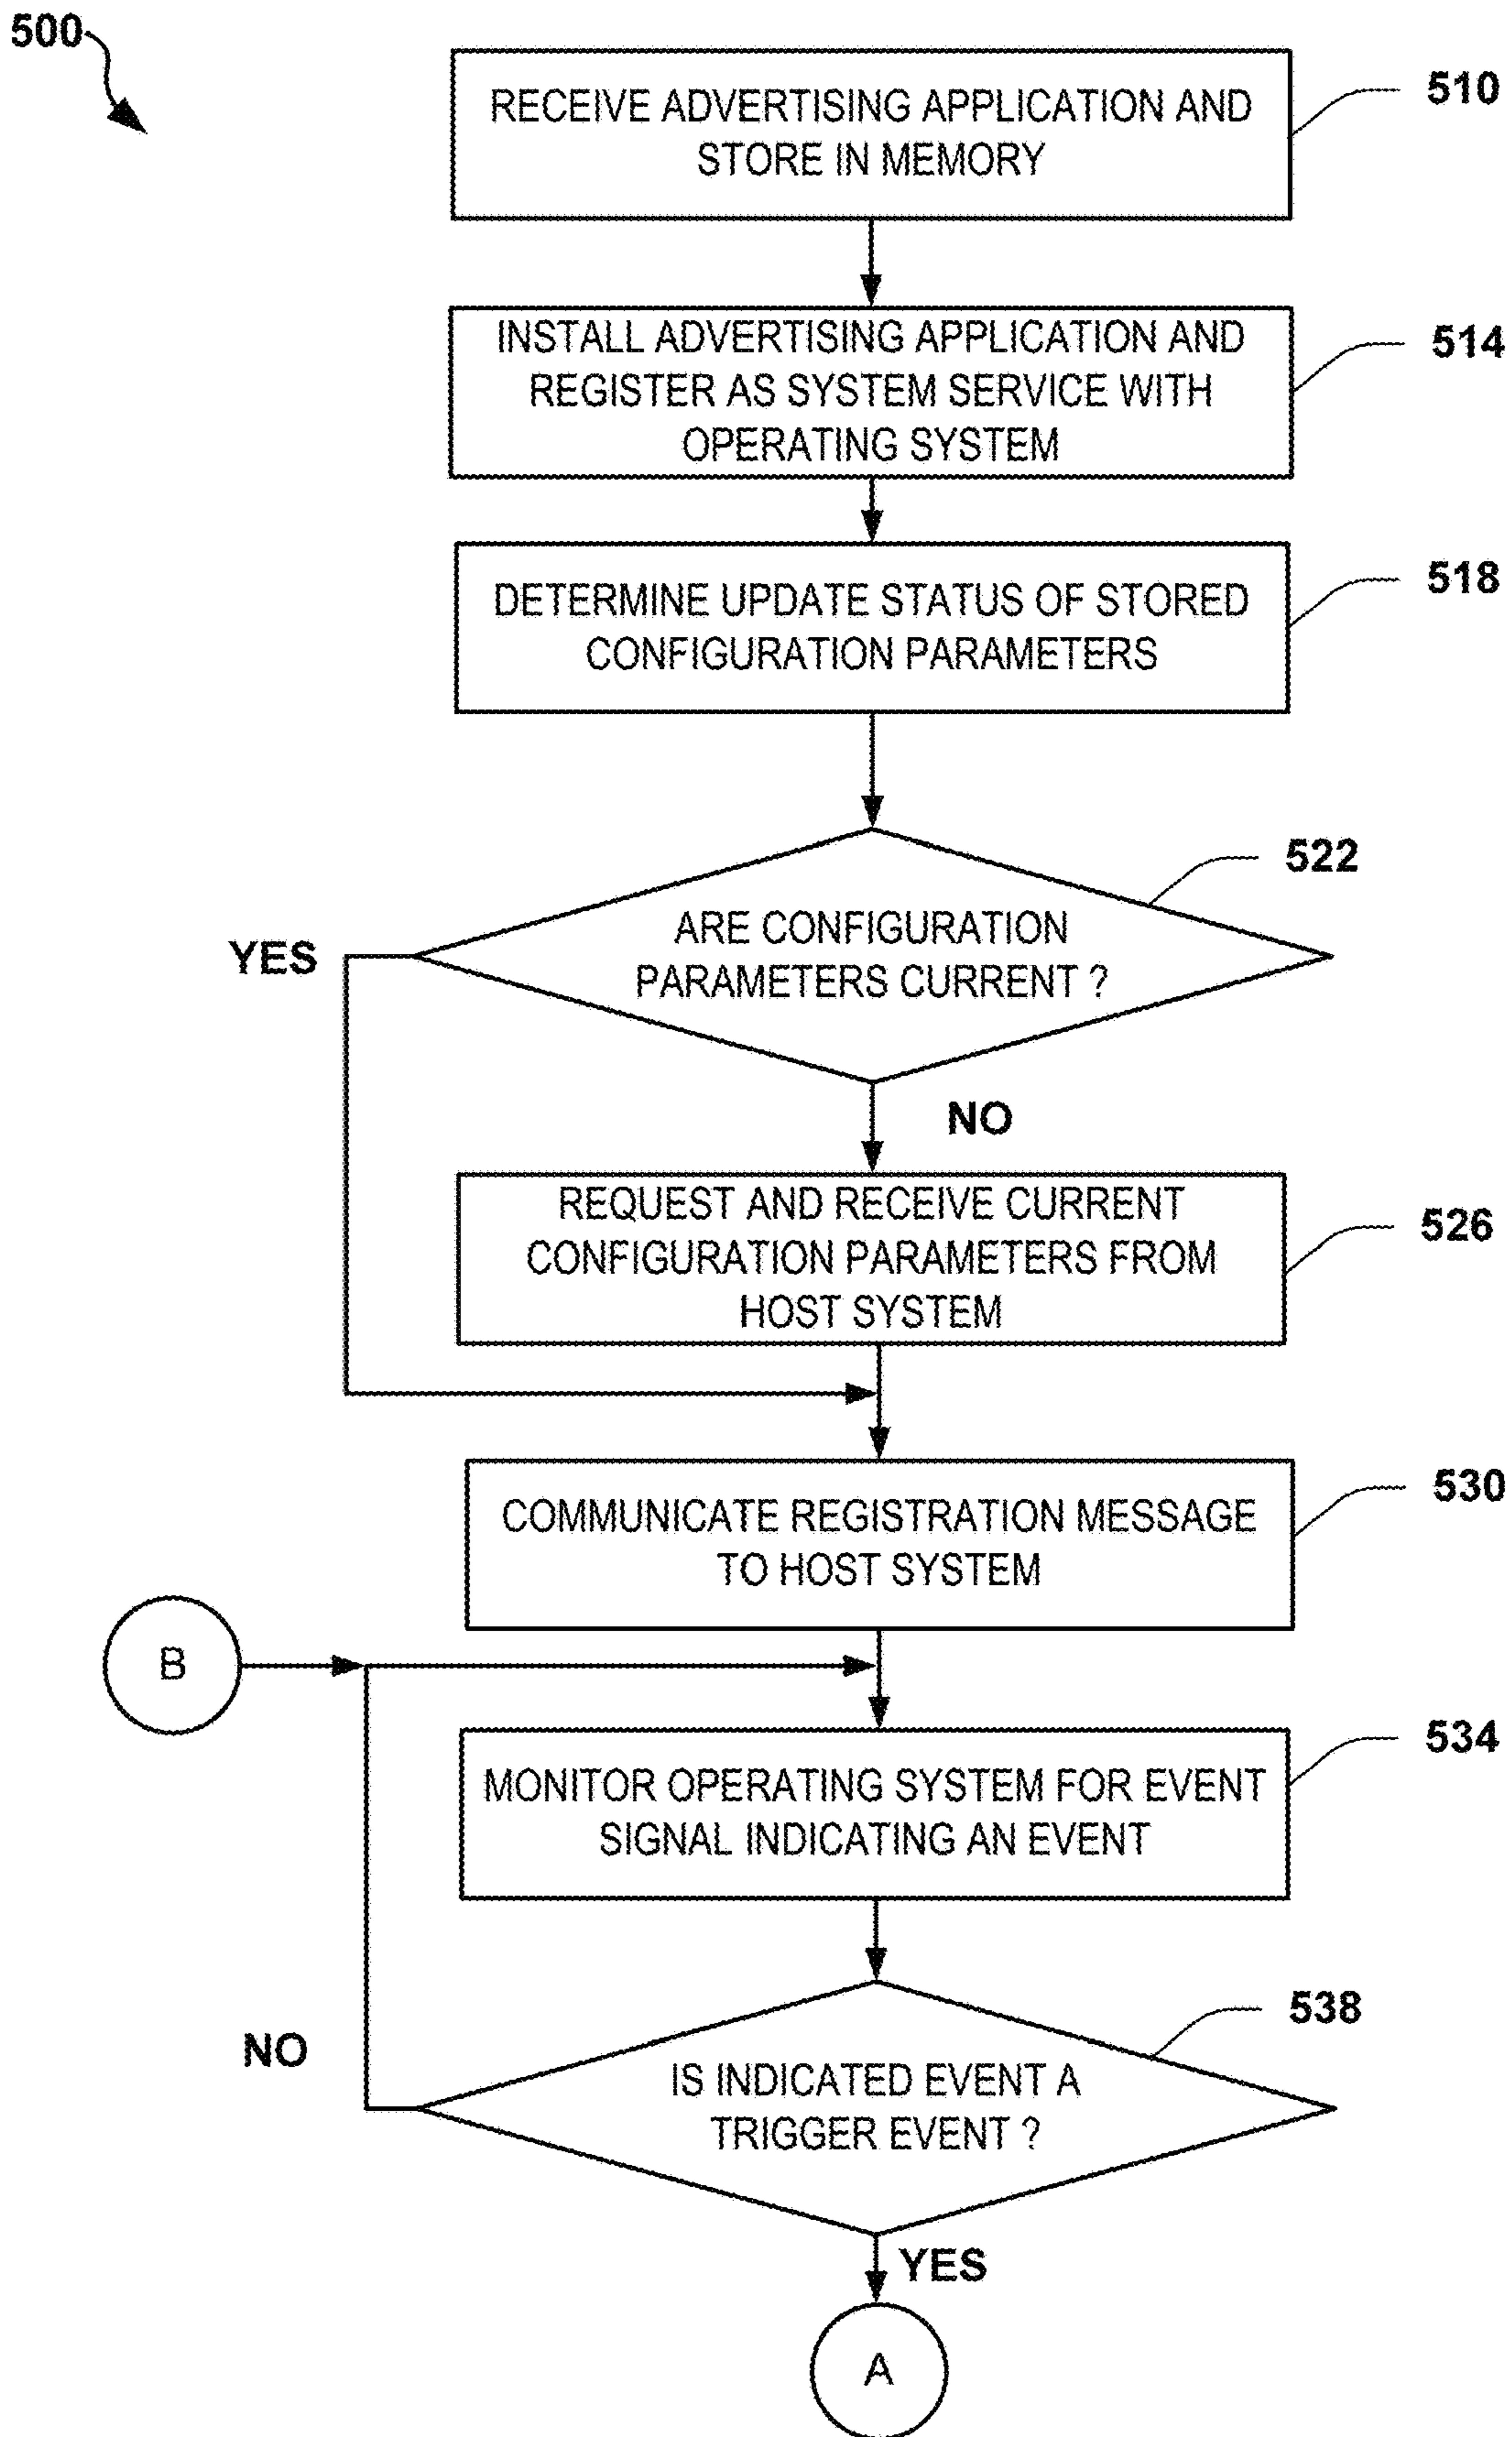 500
RECEIVE ADVERTISING APPLICATION AND
STORE IN MEMORY
510
INSTALL ADVERTISING APPLICATION AND
REGISTER AS SYSTEM SERVICE WITH
OPERATING SYSTEM
514
DETERMINE UPDATE STATUS OF STORED
CONFIGURATION PARAMETERS
518
522
ARE CONFIGURATION
PARAMETERS CURRENT ?
YES
NO
REQUEST AND RECEIVE CURRENT
CONFIGURATION PARAMETERS FROM
HOST SYSTEM
526
COMMUNICATE REGISTRATION MESSAGE
TO HOST SYSTEM
530
B
MONITOR OPERATING SYSTEM FOR EVENT
SIGNAL INDICATING AN EVENT
534
538
NO
IS INDICATED EVENT A
TRIGGER EVENT ?
YES
A